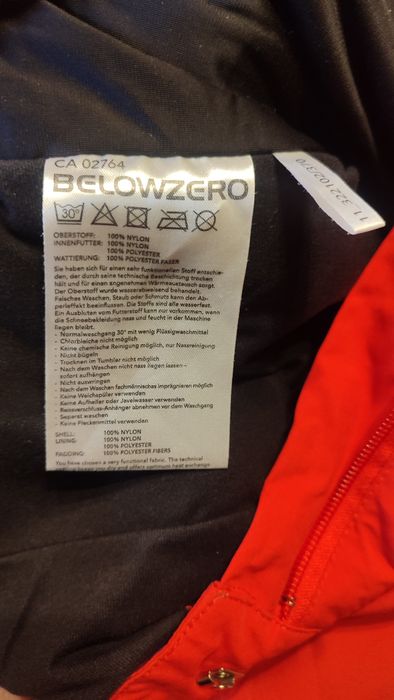 CA 02764
BELOWZERO
30°
OBERSTOFF: 100% NYLON
INNENFUTTER: 100% NYLON
100% POLYESTER
WATTIERUNG: 100% POLYESTER FASER
Sie haben sich für einen sehr funktionellen Stoff entschie-
den, der durch seine technische Beschichtung trocken
hält und für einen angenehmen Wärmeaustausch sorgt.
Der Oberstoff wurde wasserabweisend behandelt.
Falsches Waschen, Staub oder Schmutz kann den Ab-
perleffekt beeinflussen. Die Stoffe sind alle wasserfest.
Ein Ausbluten vom Futterstoff kann nur vorkommen, wenn
die Schneebekleidung nass und feucht in der Maschine
liegen bleibt.
- Normalwaschgang 30° mit wenig Flüssigwaschmittel
- Chlorbleiche nicht möglich
- Keine chemische Reinigung möglich, nur Nassreinigung
- Nicht bügeln
- Trocknen im Tumbler nicht möglich
- Nach dem Waschen nicht nass liegen lassen -
sofort aufhängen
- Nicht auswringen
- Nach dem Waschen fachmännisches imprägnieren möglich
- Keine Weichspüler verwenden
- Keine Aufheller oder Javelwasser verwenden
- Reissverschluss-Anhänger abnehmen vor dem Waschgang
- Separat waschen
- Keine Fleckenmittel verwenden
SHELL: 100% NYLON
LINING: 100% NYLON
100% POLYESTER
PADDING: 100% POLYESTER FIBERS
You have chosen a very functional fabric. The technical
keeps you dry and offers optimum heat exchange